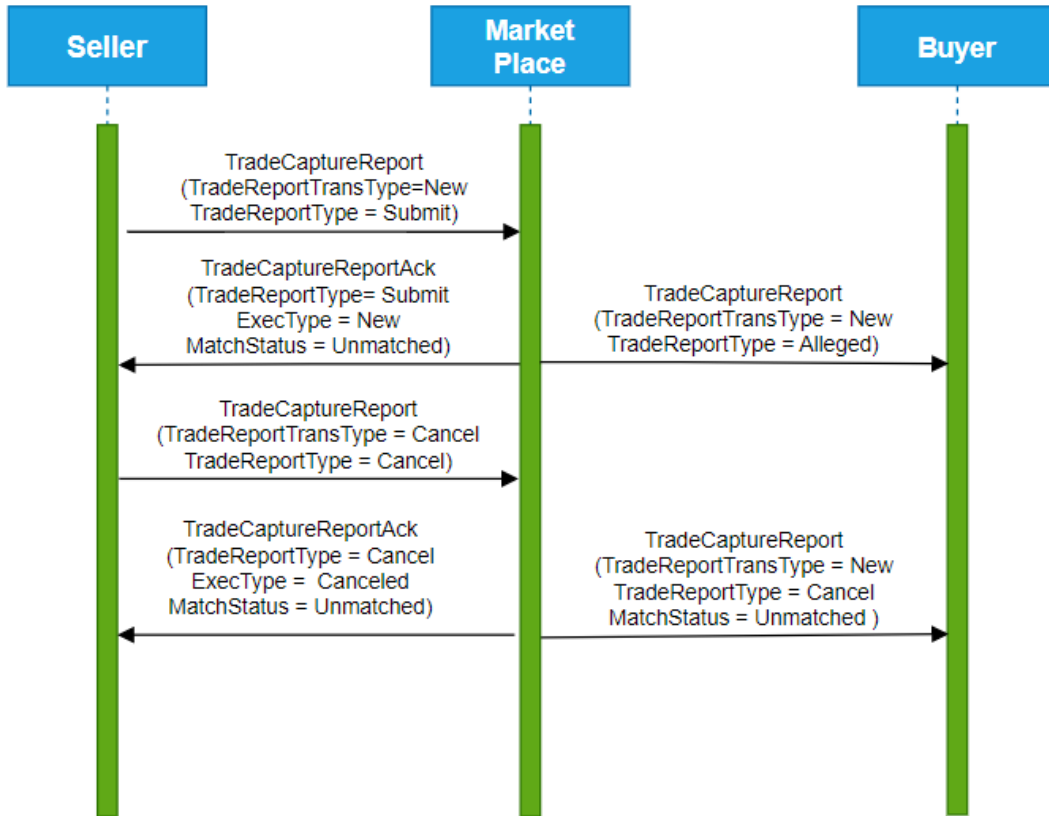 Seller
Market
Place
Buyer
TradeCaptureReport
(TradeReportTransType=New
TradeReportType = Submit)
TradeCaptureReportAck
(TradeReportType= Submit
ExecType = New
MatchStatus = Unmatched)
TradeCaptureReport
(TradeReportTransType = New
TradeReportType = Alleged)
TradeCaptureReport
(TradeReportTransType = Cancel
TradeReportType = Cancel)
TradeCaptureReportAck
(TradeReportType = Cancel
ExecType =  Canceled
MatchStatus = Unmatched)
TradeCaptureReport
(TradeReportTransType = New
TradeReportType = Cancel
MatchStatus = Unmatched )